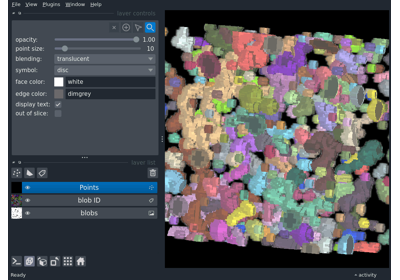 File View Plugins Window Help
layer controls
opacity: 1.00
point size: 10
blending: translucent
symbol: disc
face color: white
edge color: dimgrey
display text:
out of slice:
layer list
Points
blob ID
blobs
Ready
activity